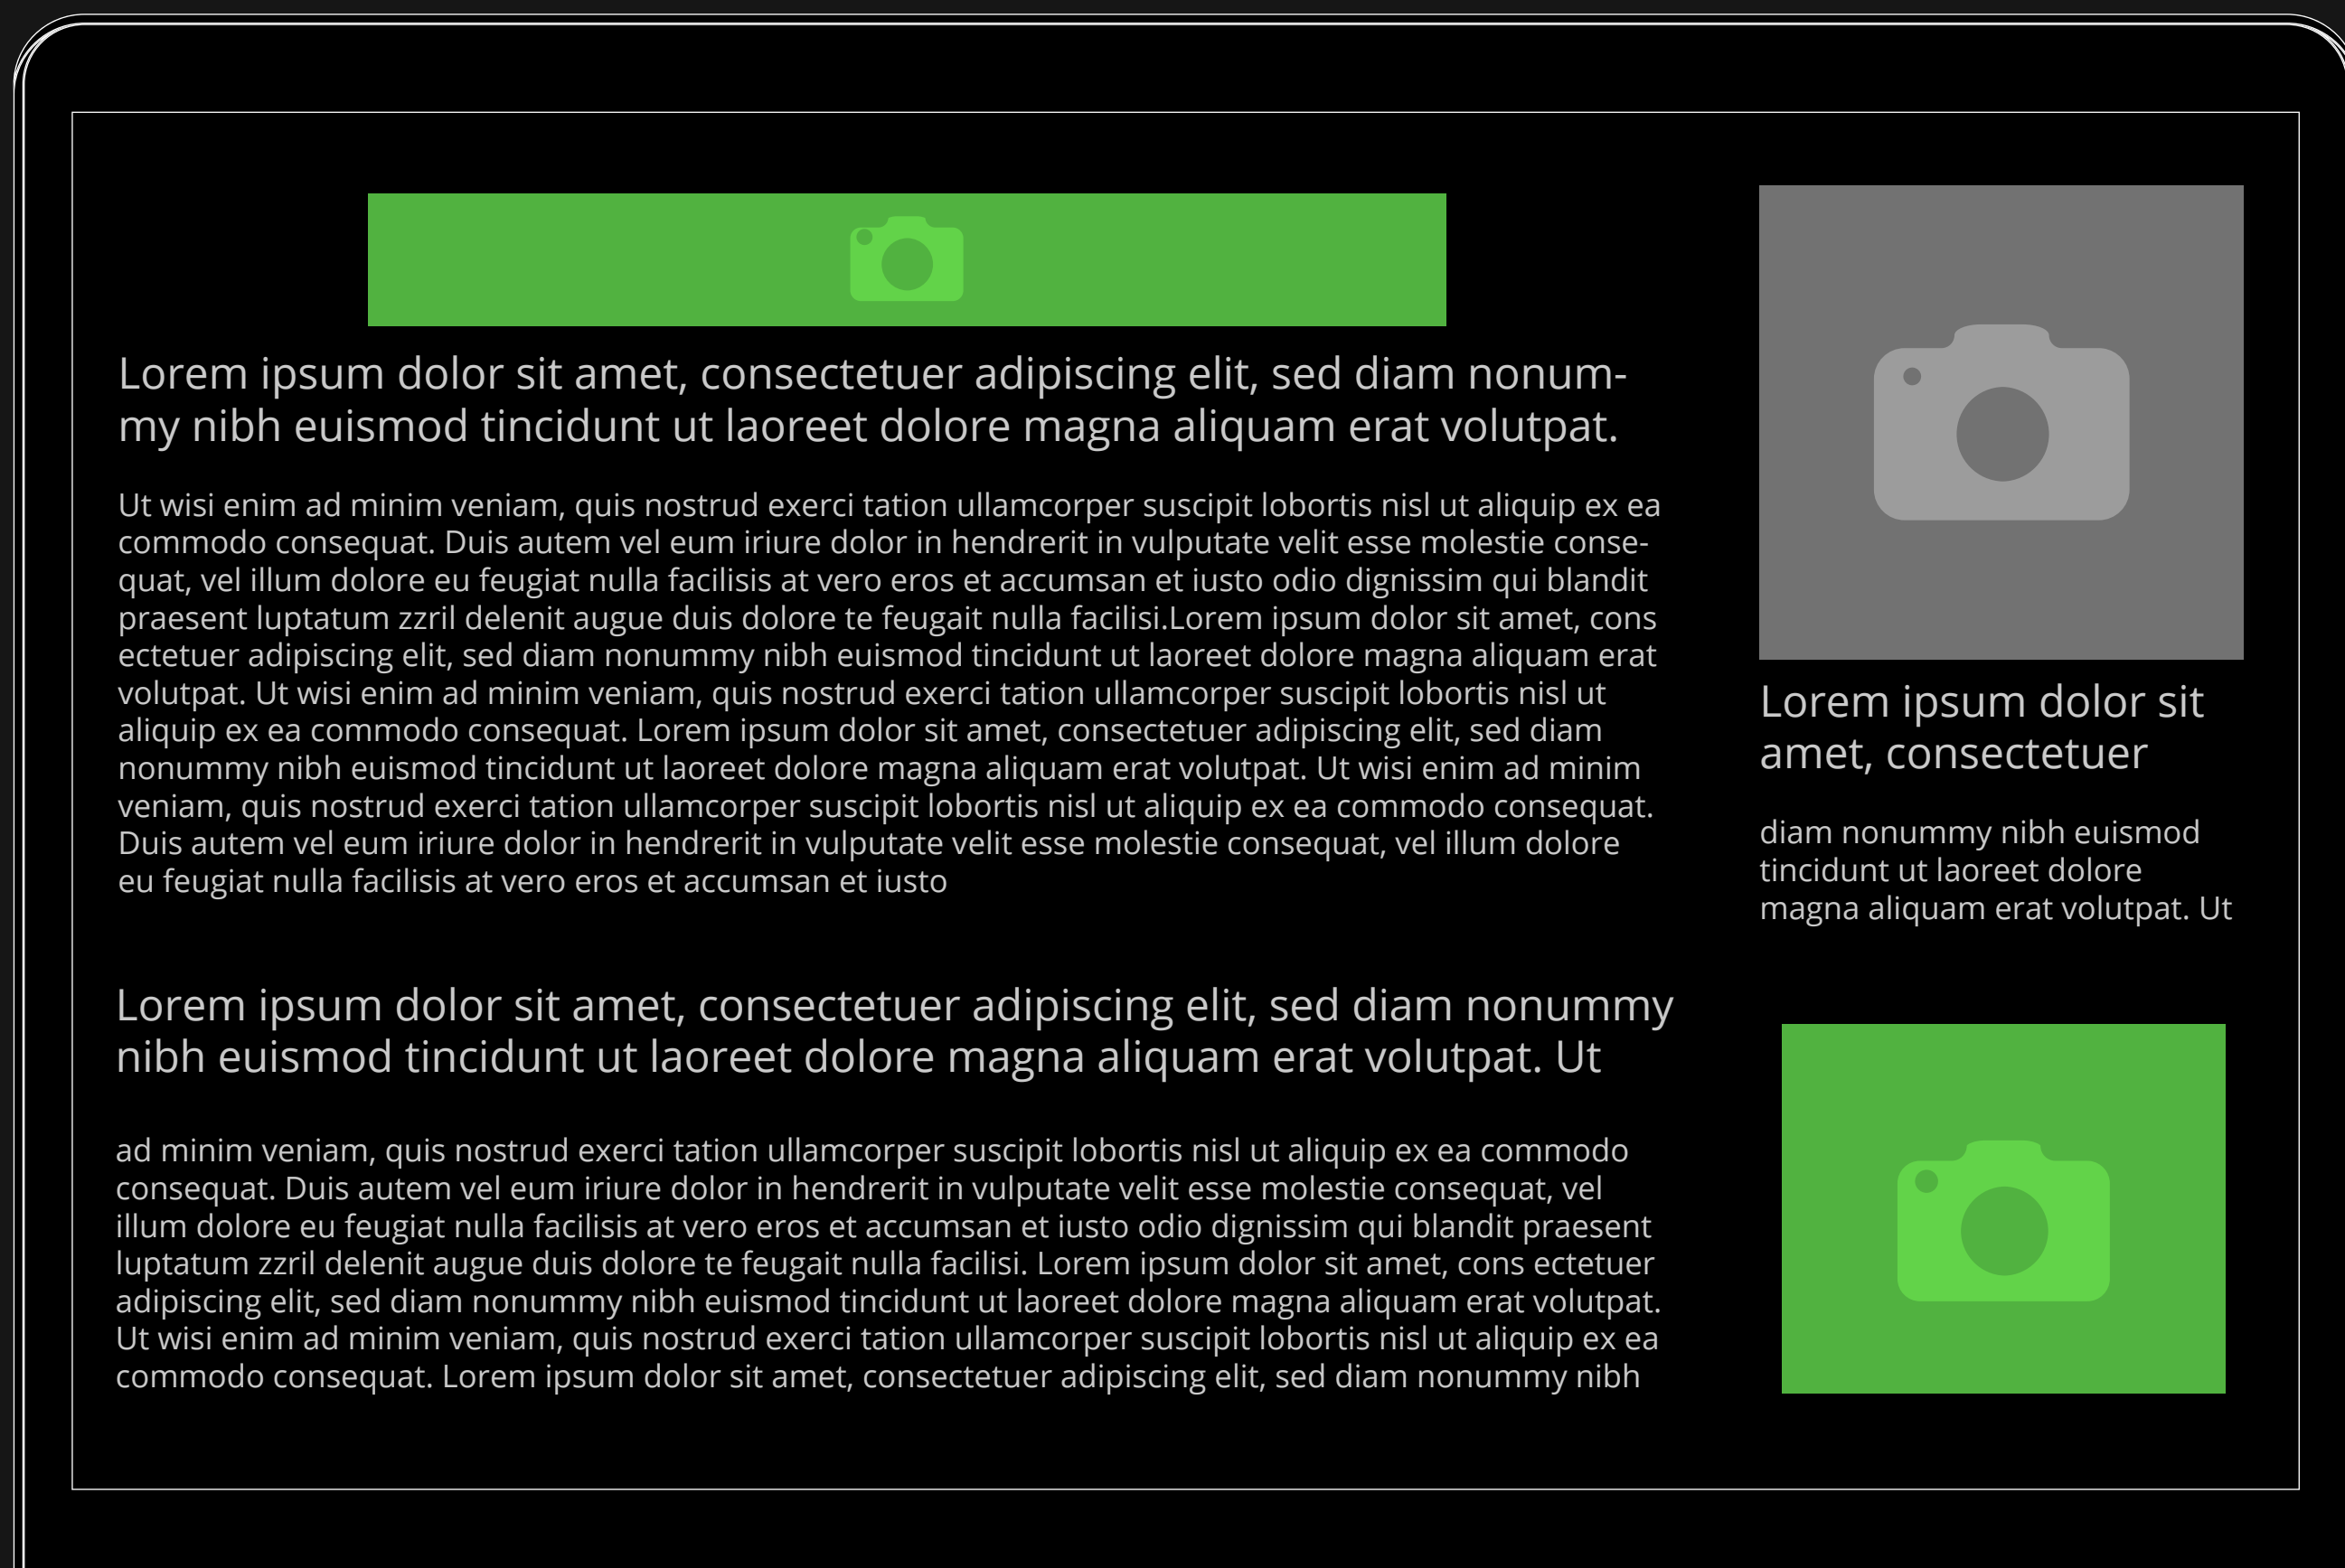 Lorem ipsum dolor sit amet, consectetuer adipiscing elit, sed diam nonum-
my nibh euismod tincidunt ut laoreet dolore magna aliquam erat volutpat.
Ut wisi enim ad minim veniam, quis nostrud exerci tation ullamcorper suscipit lobortis nisl ut aliquip ex ea
commodo consequat. Duis autem vel eum iriure dolor in hendrerit in vulputate velit esse molestie conse-
quat, vel illum dolore eu feugiat nulla facilisis at vero eros et accumsan et iusto odio dignissim qui blandit
praesent luptatum zzril delenit augue duis dolore te feugait nulla facilisi.Lorem ipsum dolor sit amet, cons
ectetuer adipiscing elit, sed diam nonummy nibh euismod tincidunt ut laoreet dolore magna aliquam erat
volutpat. Ut wisi enim ad minim veniam, quis nostrud exerci tation ullamcorper suscipit lobortis nisl ut
aliquip ex ea commodo consequat. Lorem ipsum dolor sit amet, consectetuer adipiscing elit, sed diam
nonummy nibh euismod tincidunt ut laoreet dolore magna aliquam erat volutpat. Ut wisi enim ad minim
veniam, quis nostrud exerci tation ullamcorper suscipit lobortis nisl ut aliquip ex ea commodo consequat.
Duis autem vel eum iriure dolor in hendrerit in vulputate velit esse molestie consequat, vel illum dolore
eu feugiat nulla facilisis at vero eros et accumsan et iusto
Lorem ipsum dolor sit amet, consectetuer adipiscing elit, sed diam nonummy
nibh euismod tincidunt ut laoreet dolore magna aliquam erat volutpat. Ut
ad minim veniam, quis nostrud exerci tation ullamcorper suscipit lobortis nisl ut aliquip ex ea commodo
consequat. Duis autem vel eum iriure dolor in hendrerit in vulputate velit esse molestie consequat, vel
illum dolore eu feugiat nulla facilisis at vero eros et accumsan et iusto odio dignissim qui blandit praesent
luptatum zzril delenit augue duis dolore te feugait nulla facilisi. Lorem ipsum dolor sit amet, cons ectetuer
adipiscing elit, sed diam nonummy nibh euismod tincidunt ut laoreet dolore magna aliquam erat volutpat.
Ut wisi enim ad minim veniam, quis nostrud exerci tation ullamcorper suscipit lobortis nisl ut aliquip ex ea
commodo consequat. Lorem ipsum dolor sit amet, consectetuer adipiscing elit, sed diam nonummy nibh
Lorem ipsum dolor sit
amet, consectetuer
diam nonummy nibh euismod
tincidunt ut laoreet dolore
magna aliquam erat volutpat. Ut